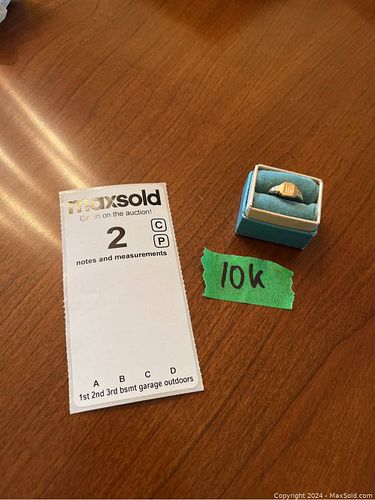 maxsold
Get in on the auction!
2
C
P
notes and measurements
10k
A B C D
1st 2nd 3rd bsmt garage outdoors
Copyright 2024 - MaxSold.com